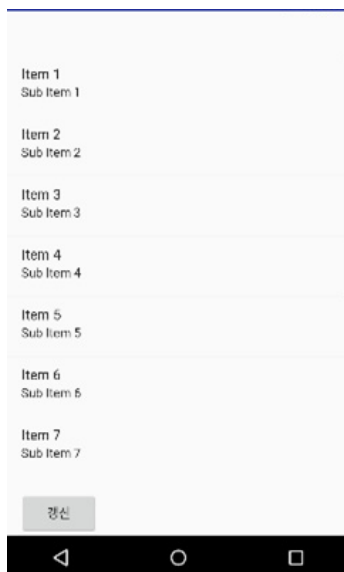 Item 1
Sub Item 1
Item 2
Sub Item 2
Item 3
Sub Item 3
Item 4
Sub Item 4
Item 5
Sub Item 5
Item 6
Sub Item 6
Item 7
Sub Item 7
갱신